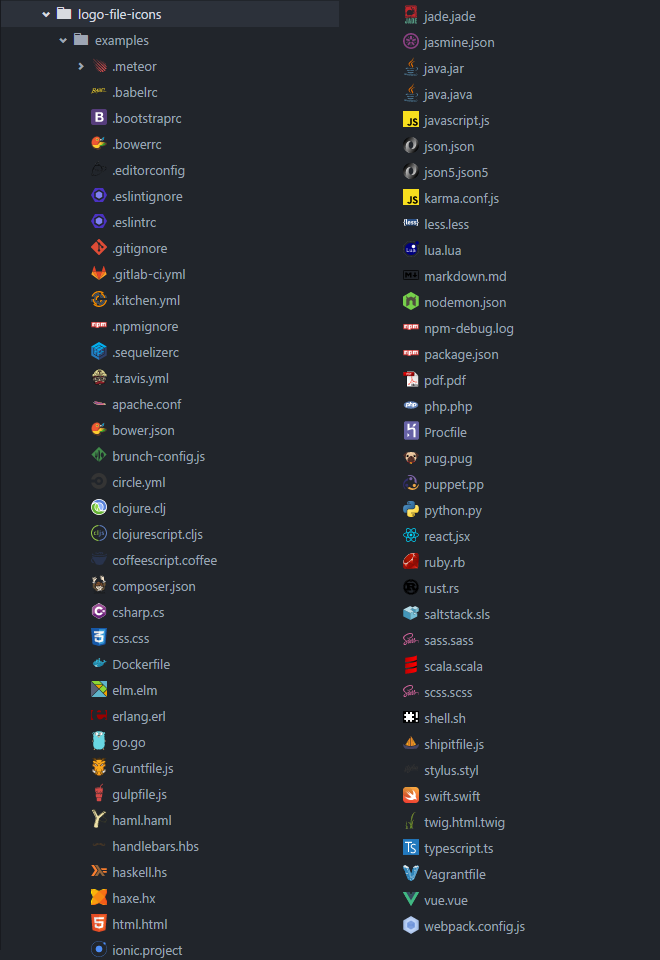 logo-file-icons
examples
.meteor
.babelrc
.bootstraprc
.bowerrc
.editorconfig
.eslintignore
.eslintrc
.gitignore
.gitlab-ci.yml
.kitchen.yml
.npmignore
.sequelizerc
.travis.yml
apache.conf
bower.json
brunch-config.js
circle.yml
clojure.clj
clojurescript.cljs
coffeescript.coffee
composer.json
csharp.cs
css.css
Dockerfile
elm.elm
erlang.erl
go.go
Gruntfile.js
gulpfile.js
haml.haml
handlebars.hbs
haskell.hs
haxe.hx
html.html
ionic.project
jade.jade
jasmine.json
java.jar
java.java
javascript.js
json.json
json5.json5
karma.conf.js
less.less
lua.lua
markdown.md
nodemon.json
npm-debug.log
package.json
pdf.pdf
php.php
Procfile
pug.pug
puppet.pp
python.py
react.jsx
ruby.rb
rust.rs
saltstack.sls
sass.sass
scala.scala
scss.scss
shell.sh
shipitfile.js
stylus.styl
swift.swift
twig.html.twig
typescript.ts
Vagrantfile
vue.vue
webpack.config.js